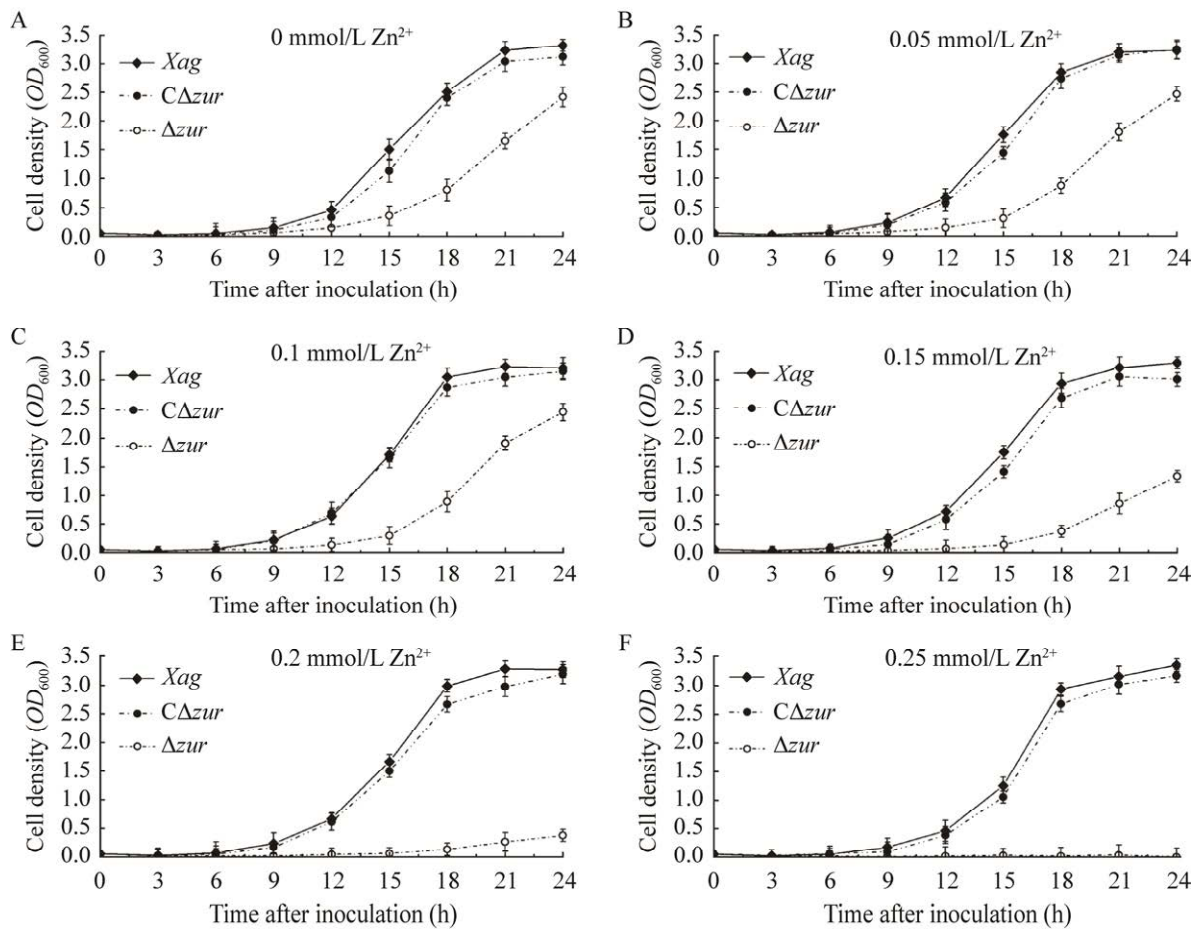 A
0 mmol/L Zn²⁺
Xag
CΔzur
Δzur
Cell density (OD₆₀₀)
3.5
3.0
2.5
2.0
1.5
1.0
0.5
0.0
0 3 6 9 12 15 18 21 24
Time after inoculation (h)
B
0.05 mmol/L Zn²⁺
Xag
CΔzur
Δzur
Cell density (OD₆₀₀)
3.5
3.0
2.5
2.0
1.5
1.0
0.5
0.0
0 3 6 9 12 15 18 21 24
Time after inoculation (h)
C
0.1 mmol/L Zn²⁺
Xag
CΔzur
Δzur
Cell density (OD₆₀₀)
3.5
3.0
2.5
2.0
1.5
1.0
0.5
0.0
0 3 6 9 12 15 18 21 24
Time after inoculation (h)
D
0.15 mmol/L Zn²⁺
Xag
CΔzur
Δzur
Cell density (OD₆₀₀)
3.5
3.0
2.5
2.0
1.5
1.0
0.5
0.0
0 3 6 9 12 15 18 21 24
Time after inoculation (h)
E
0.2 mmol/L Zn²⁺
Xag
CΔzur
Δzur
Cell density (OD₆₀₀)
3.5
3.0
2.5
2.0
1.5
1.0
0.5
0.0
0 3 6 9 12 15 18 21 24
Time after inoculation (h)
F
0.25 mmol/L Zn²⁺
Xag
CΔzur
Δzur
Cell density (OD₆₀₀)
3.5
3.0
2.5
2.0
1.5
1.0
0.5
0.0
0 3 6 9 12 15 18 21 24
Time after inoculation (h)